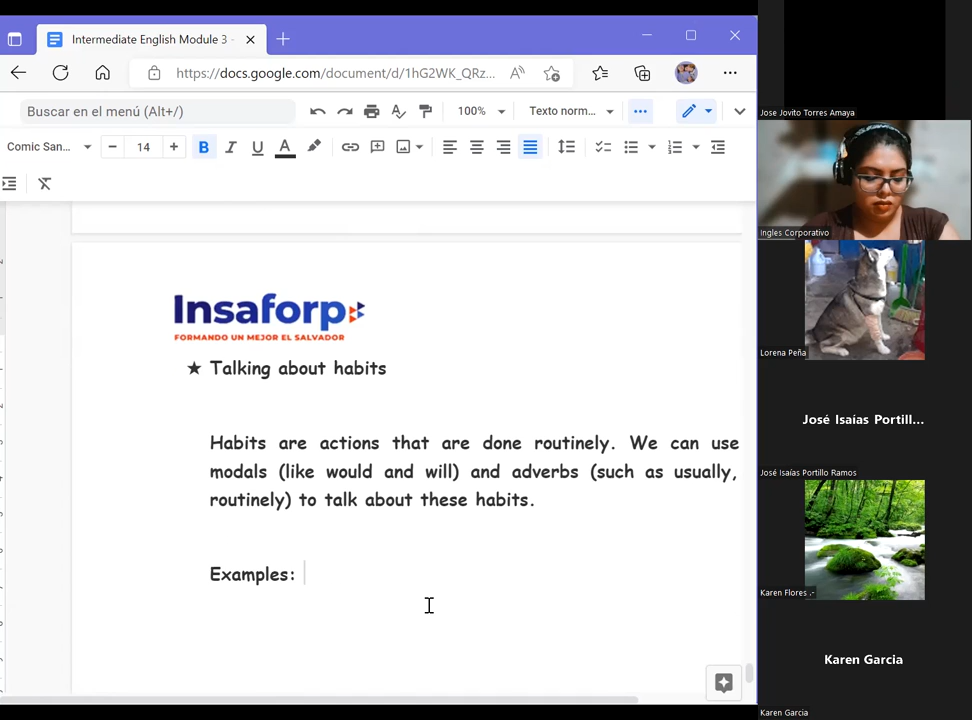 Intermediate English Module 3 -
https://docs.google.com/document/d/1hG2WK_QRz...
Buscar en el menú (Alt+/)
100%
Texto norm...
Comic San...
14
B
I
U
A
Insaforp
FORMANDO UN MEJOR EL SALVADOR
★ Talking about habits
Habits are actions that are done routinely. We can use
modals (like would and will) and adverbs (such as usually,
routinely) to talk about these habits.
Examples:
Jose Jovito Torres Amaya
Ingles Corporativo
Lorena Peña
José Isaías Portill...
José Isaías Portillo Ramos
Karen Flores .-
Karen Garcia
Karen Garcia